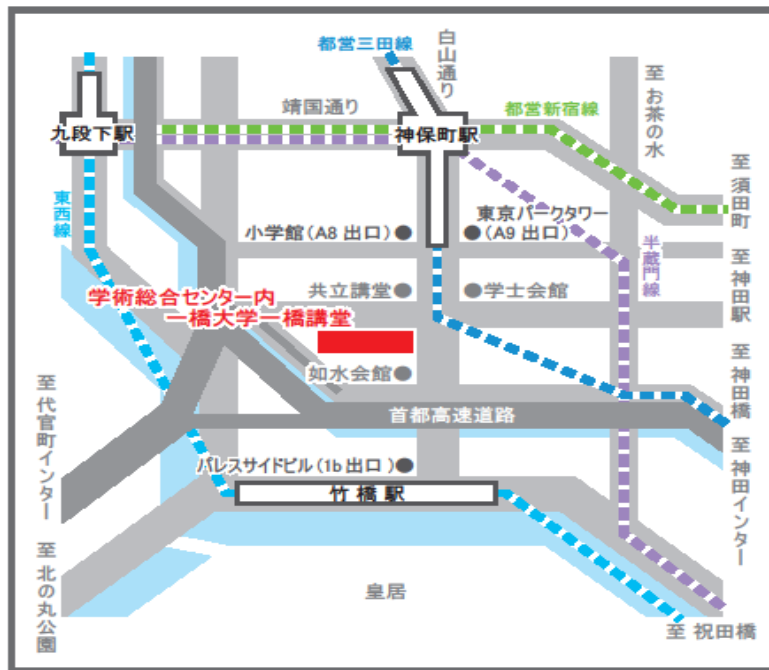 都営三田線
白山通り
至 お茶の水
靖国通り
都営新宿線
九段下駅
神保町駅
至 須田町
東西線
小学館(A8 出口)
東京パークタワー
(A9 出口)
半蔵門線
至 神田駅
共立講堂
学士会館
学術総合センター内
一橋大学一橋講堂
如水会館
至 神田橋
至 代官町インター
首都高速道路
至 神田インター
パレスサイドビル(1b 出口)
竹橋駅
至 北の丸公園
皇居
至 祝田橋